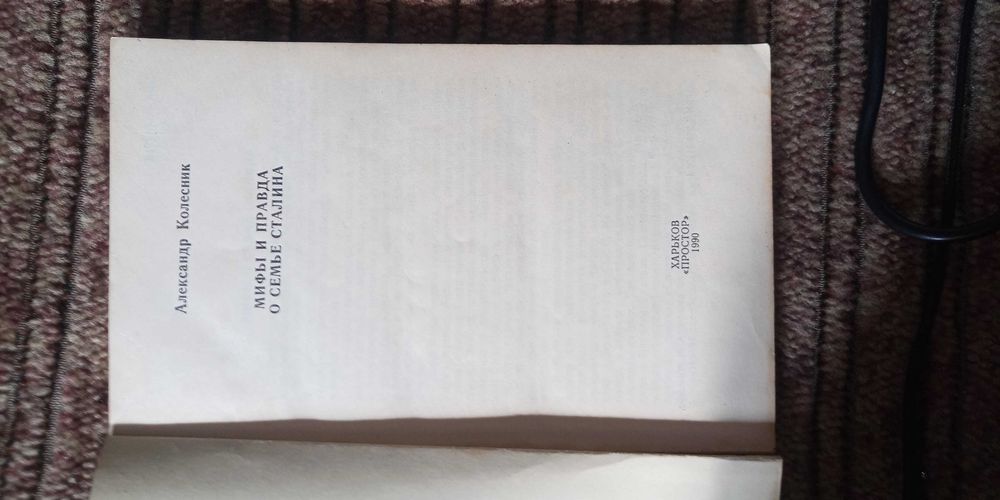 Александр Колесник
МИФЫ И ПРАВДА
О СЕМЬЕ СТАЛИНА
ХАРЬКОВ
«ПРОСТОР»
1990